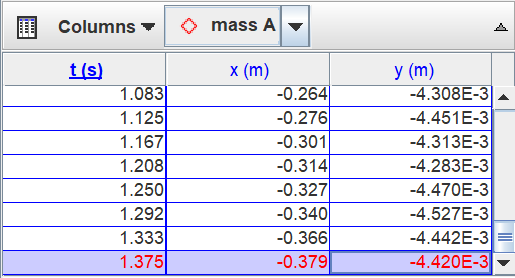 Columns mass A
t (s) x (m) y (m)
1.083 -0.264 -4.308E-3
1.125 -0.276 -4.451E-3
1.167 -0.301 -4.313E-3
1.208 -0.314 -4.283E-3
1.250 -0.327 -4.470E-3
1.292 -0.340 -4.527E-3
1.333 -0.366 -4.442E-3
1.375 -0.379 -4.420E-3